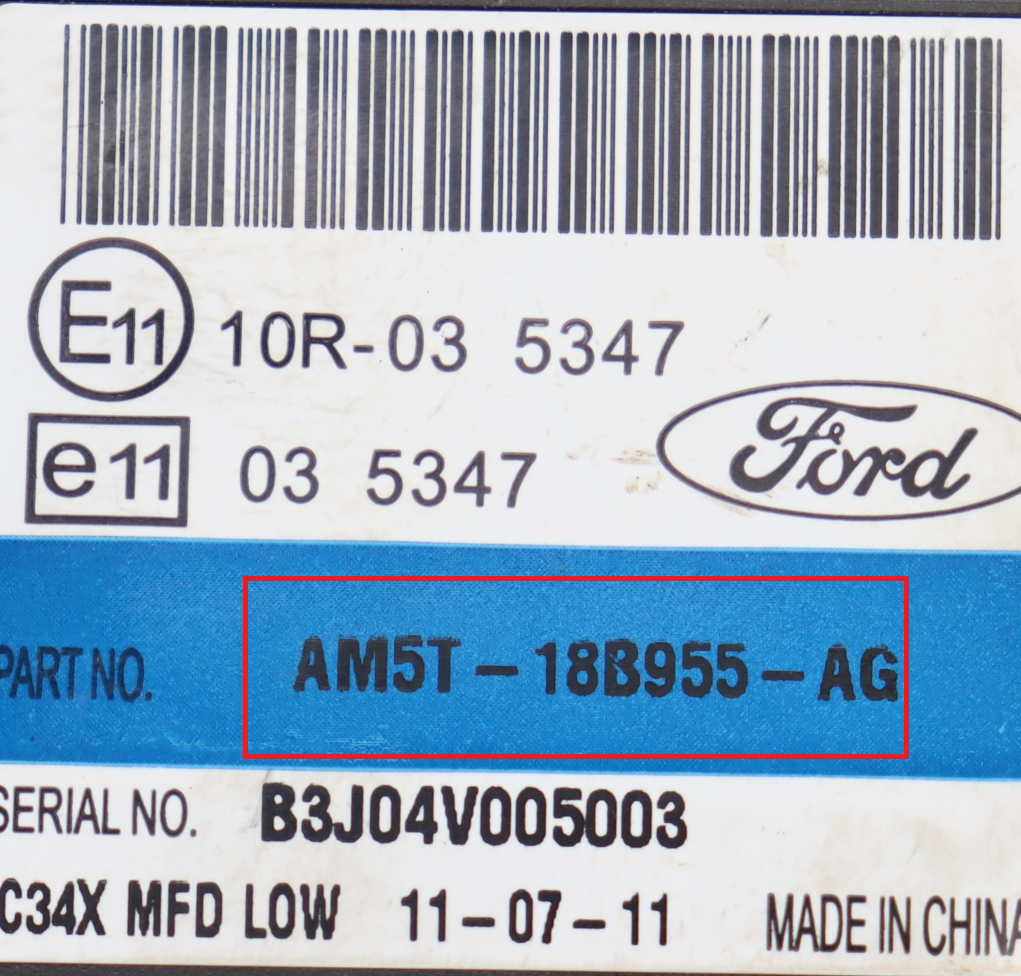 E11 10R-03 5347
e11 03 5347
Ford
PART NO. AM5T-18B955-AG
SERIAL NO. B3J04V005003
C34X MFD LOW 11-07-11 MADE IN CHINA